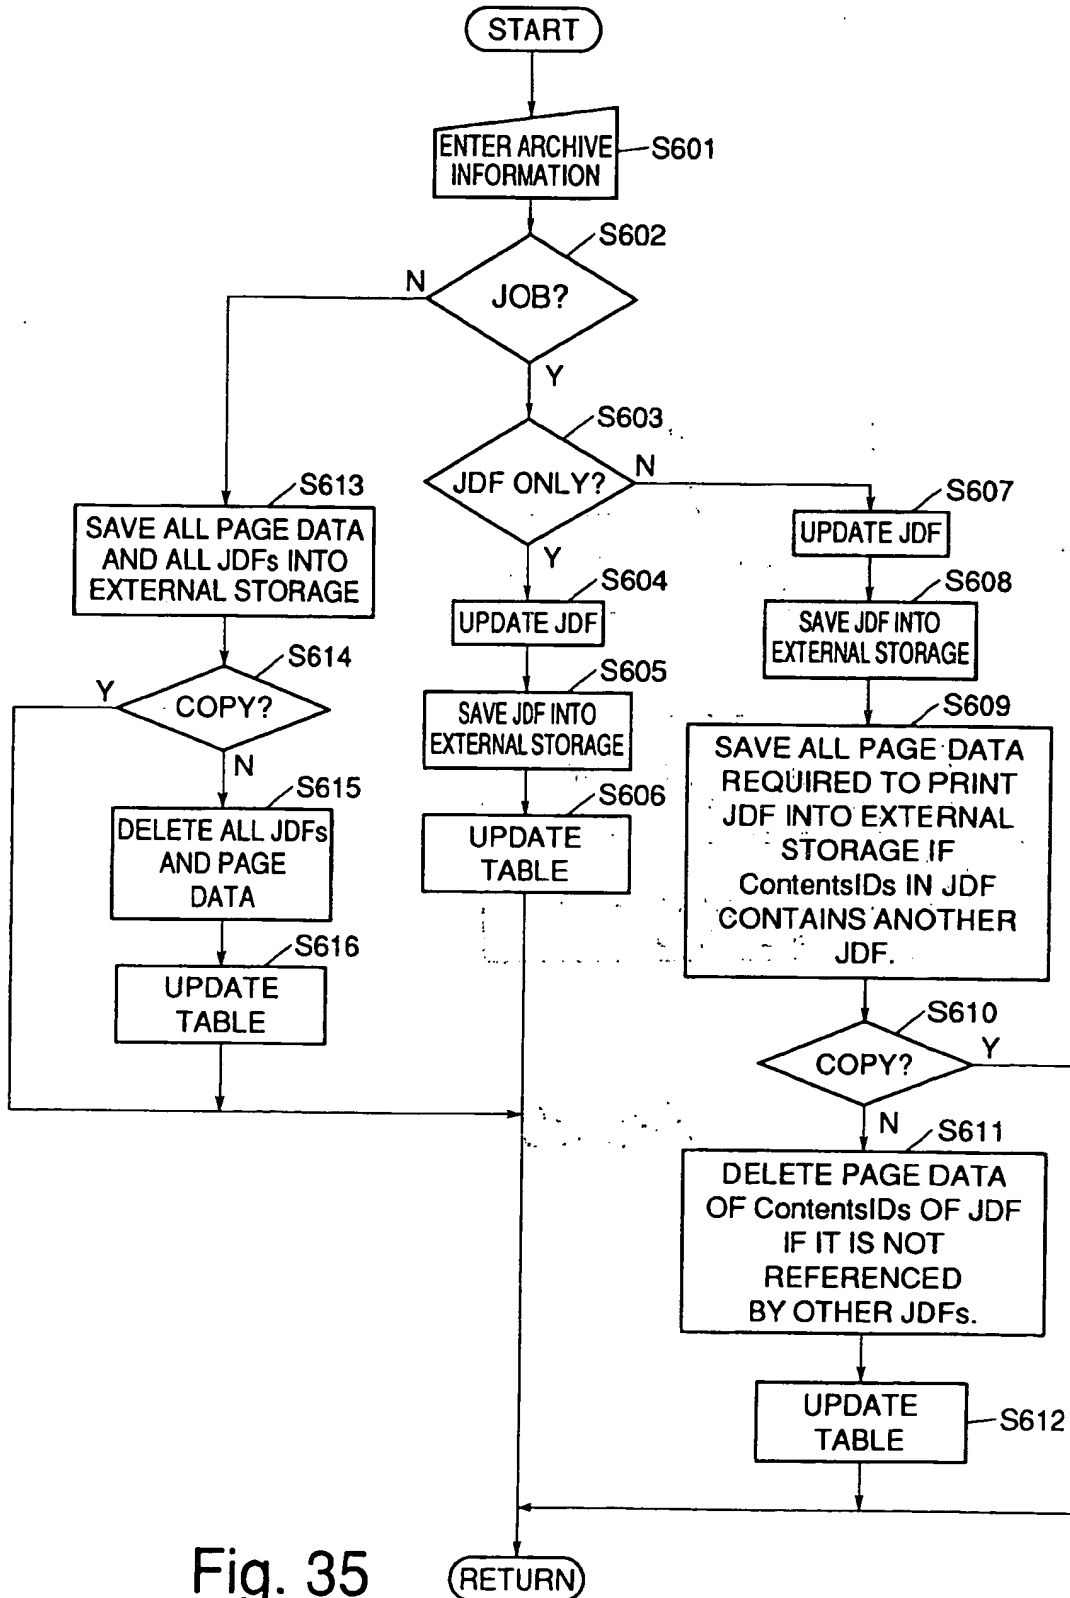 START
ENTER ARCHIVE
INFORMATION
S601
S602
JOB?
N
Y
S603
JDF ONLY?
N
Y
S613
SAVE ALL PAGE DATA
AND ALL JDFs INTO
EXTERNAL STORAGE
S614
COPY?
Y
N
S615
DELETE ALL JDFs
AND PAGE
DATA
S616
UPDATE
TABLE
S604
UPDATE JDF
S605
SAVE JDF INTO
EXTERNAL STORAGE
S606
UPDATE
TABLE
S607
UPDATE JDF
S608
SAVE JDF INTO
EXTERNAL STORAGE
S609
SAVE ALL PAGE DATA
REQUIRED TO PRINT
JDF INTO EXTERNAL
STORAGE IF
ContentsIDs IN JDF
CONTAINS ANOTHER
JDF.
S610
COPY?
Y
N
S611
DELETE PAGE DATA
OF ContentsIDs OF JDF
IF IT IS NOT
REFERENCED
BY OTHER JDFs.
UPDATE
TABLE
S612
RETURN
Fig. 35